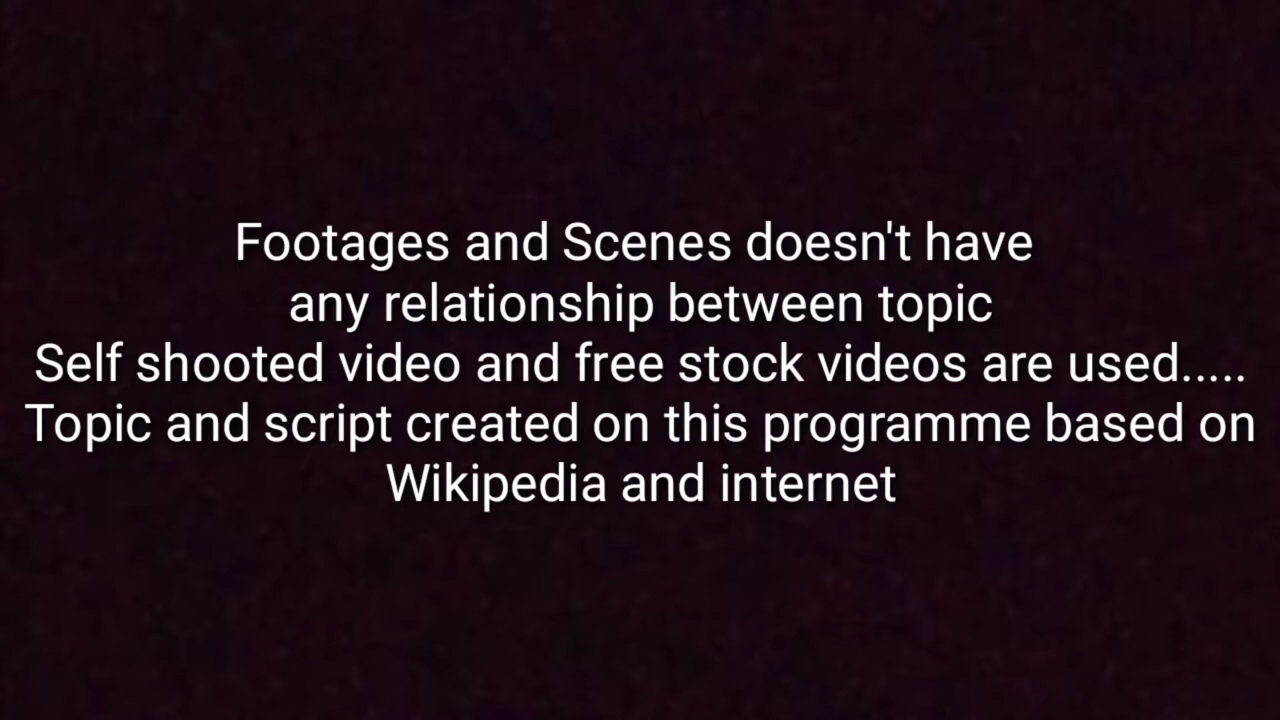 Footages and Scenes doesn't have
any relationship between topic
Self shooted video and free stock videos are used.....
Topic and script created on this programme based on
Wikipedia and internet